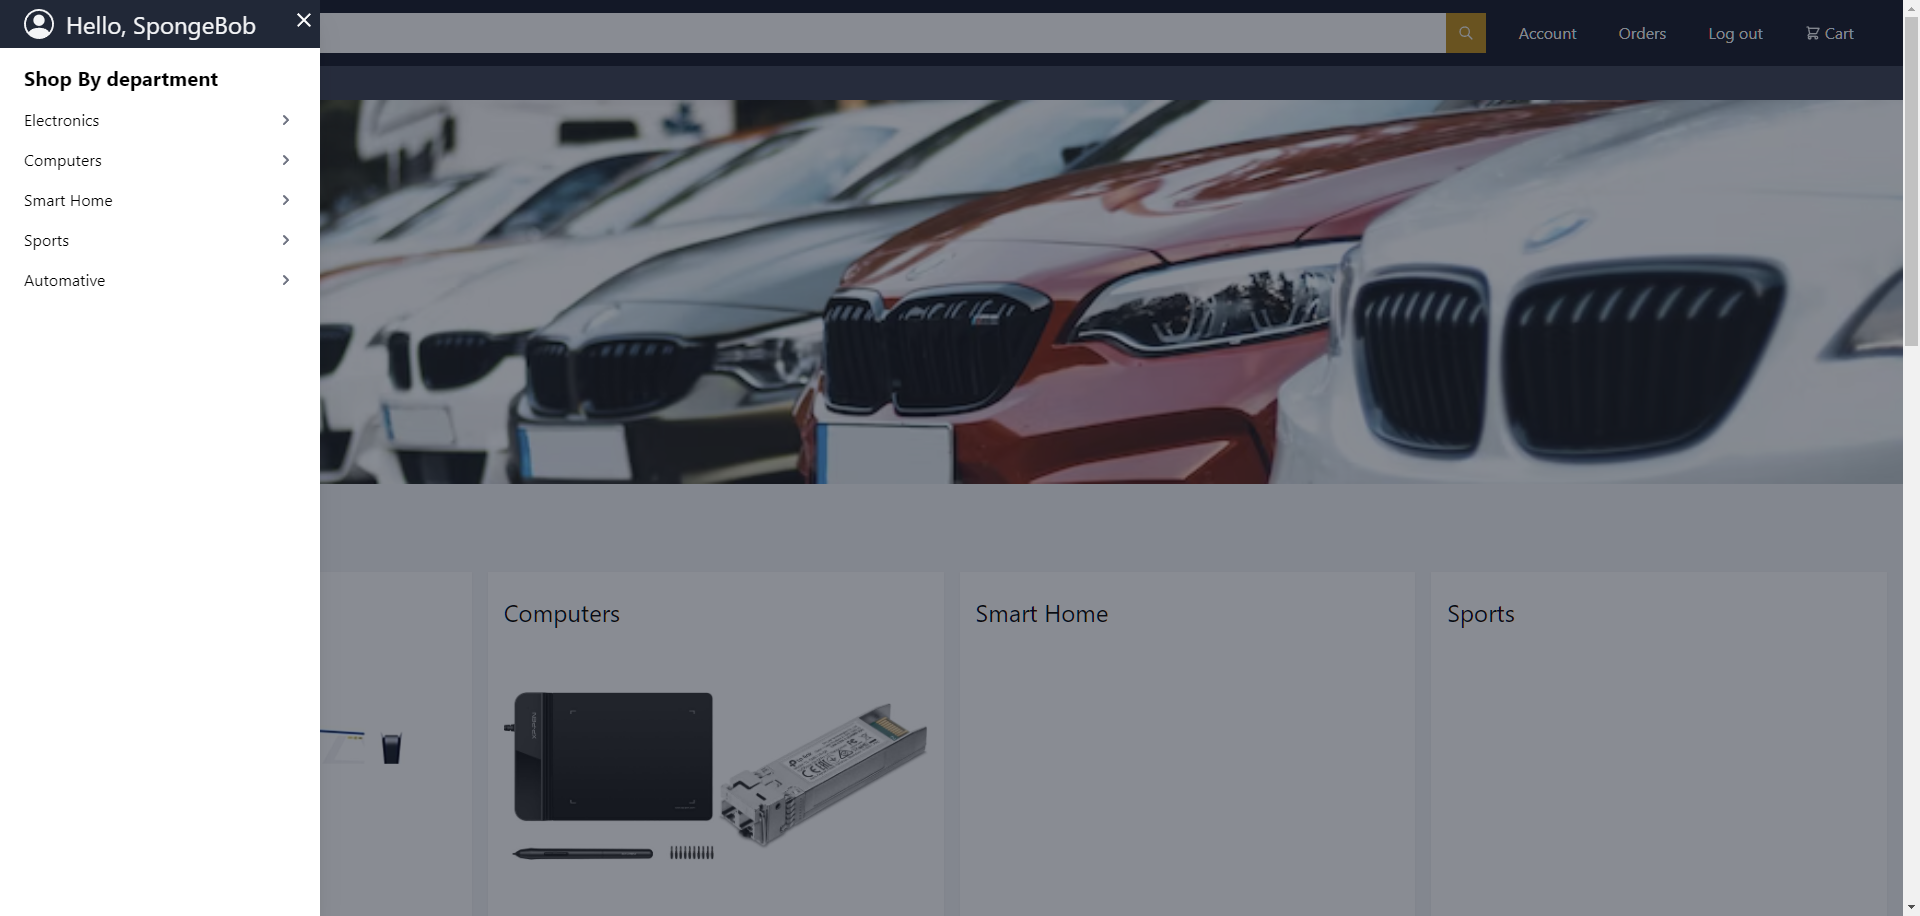 Hello, SpongeBob
Account
Orders
Log out
Cart
Shop By department
Electronics
Computers
Smart Home
Sports
Automative
Computers
Smart Home
Sports